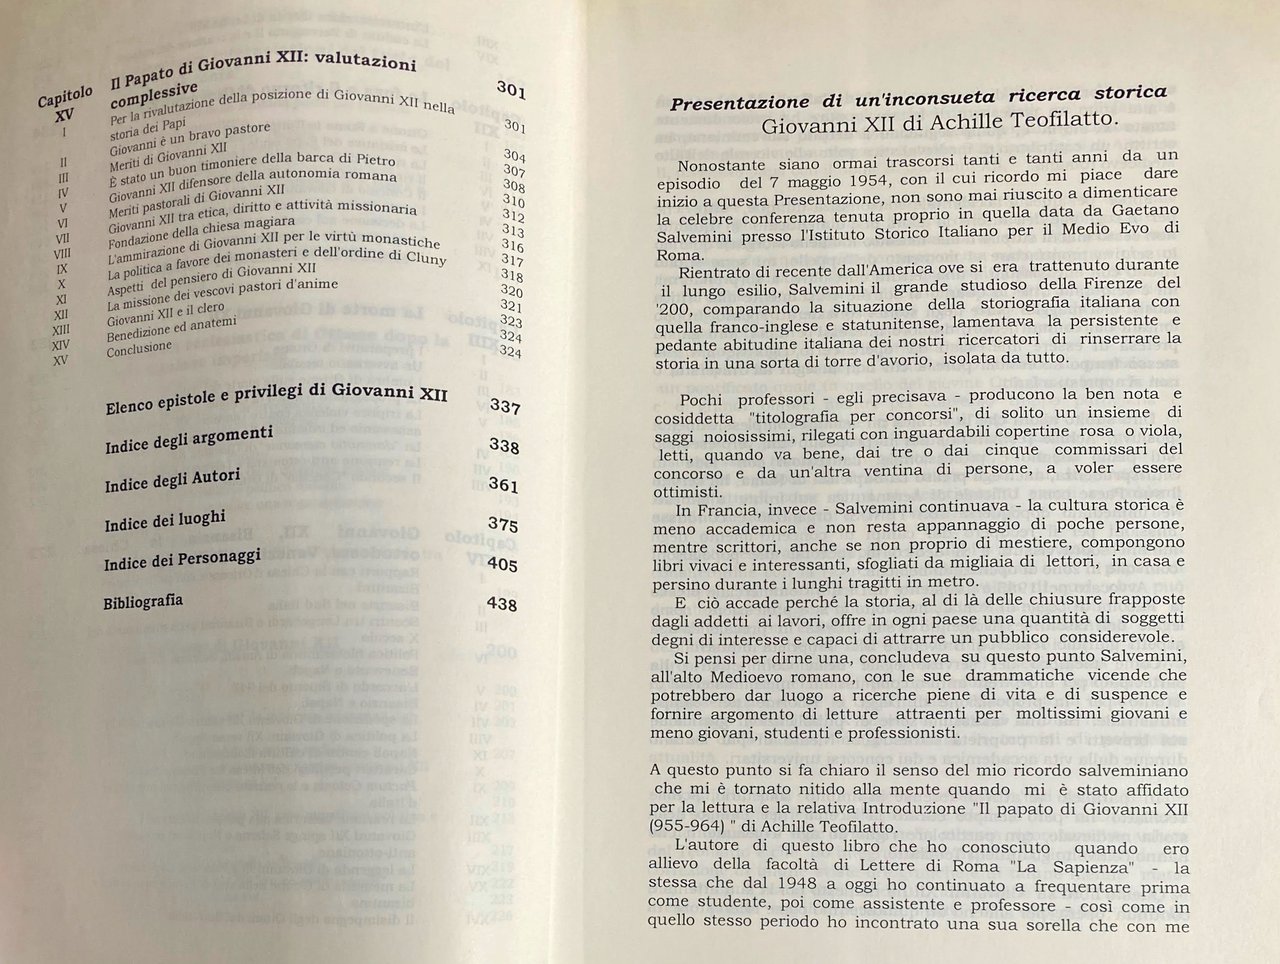 Capitolo XV Il Papato di Giovanni XII: valutazioni
complessive 301
I Per la rivalutazione della posizione di Giovanni XII nella
storia dei Papi 301
II Giovanni è un bravo pastore 304
III Meriti di Giovanni XII 307
IV È stato un buon timoniere della barca di Pietro 308
V Giovanni XII difensore della autonomia romana 310
VI Meriti pastorali di Giovanni XII 312
VII Giovanni XII tra etica, diritto e attività missionaria 313
VIII Fondazione della chiesa magiara 316
IX L'ammirazione di Giovanni XII per le virtù monastiche 317
X La politica a favore dei monasteri e dell'ordine di Cluny 318
XI Aspetti del pensiero di Giovanni XII 320
XII La missione dei vescovi pastori d'anime 321
XIII Giovanni XII e il clero 323
XIV Benedizione ed anatemi 324
XV Conclusione 324
Elenco epistole e privilegi di Giovanni XII 337
Indice degli argomenti 338
Indice degli Autori 361
Indice dei luoghi 375
Indice dei Personaggi 405
Bibliografia 438
Presentazione di un'inconsueta ricerca storica
Giovanni XII di Achille Teofilatto.
Nonostante siano ormai trascorsi tanti e tanti anni da un
episodio del 7 maggio 1954, con il cui ricordo mi piace dare
inizio a questa Presentazione, non sono mai riuscito a dimenticare
la celebre conferenza tenuta proprio in quella data da Gaetano
Salvemini presso l'Istituto Storico Italiano per il Medio Evo di
Roma.
Rientrato di recente dall'America ove si era trattenuto durante
il lungo esilio, Salvemini il grande studioso della Firenze del
'200, comparando la situazione della storiografia italiana con
quella franco-inglese e statunitense, lamentava la persistente e
pedante abitudine italiana dei nostri ricercatori di rinserrare la
storia in una sorta di torre d'avorio, isolata da tutto.
Pochi professori - egli precisava - producono la ben nota e
cosiddetta "titolografia per concorsi", di solito un insieme di
saggi noiosissimi, rilegati con inguardabili copertine rosa o viola,
letti, quando va bene, dai tre o dai cinque commissari del
concorso e da un'altra ventina di persone, a voler essere
ottimisti.
In Francia, invece - Salvemini continuava - la cultura storica è
meno accademica e non resta appannaggio di poche persone,
mentre scrittori, anche se non proprio di mestiere, compongono
libri vivaci e interessanti, sfogliati da migliaia di lettori, in casa e
persino durante i lunghi tragitti in metro.
E ciò accade perché la storia, al di là delle chiusure frapposte
dagli addetti ai lavori, offre in ogni paese una quantità di soggetti
degni di interesse e capaci di attrarre un pubblico considerevole.
Si pensi per dirne una, concludeva su questo punto Salvemini,
all'alto Medioevo romano, con le sue drammatiche vicende che
potrebbero dar luogo a ricerche piene di vita e di suspence e
fornire argomento di letture attraenti per moltissimi giovani e
meno giovani, studenti e professionisti.
A questo punto si fa chiaro il senso del mio ricordo salveminiano
che mi è tornato nitido alla mente quando mi è stato affidato
per la lettura e la relativa Introduzione "Il papato di Giovanni XII
(955-964) " di Achille Teofilatto.
L'autore di questo libro che ho conosciuto quando ero
allievo della facoltà di Lettere di Roma "La Sapienza" - la
stessa che dal 1948 a oggi ho continuato a frequentare prima
come studente, poi come assistente e professore - così come in
quello stesso periodo ho incontrato una sua sorella che con me